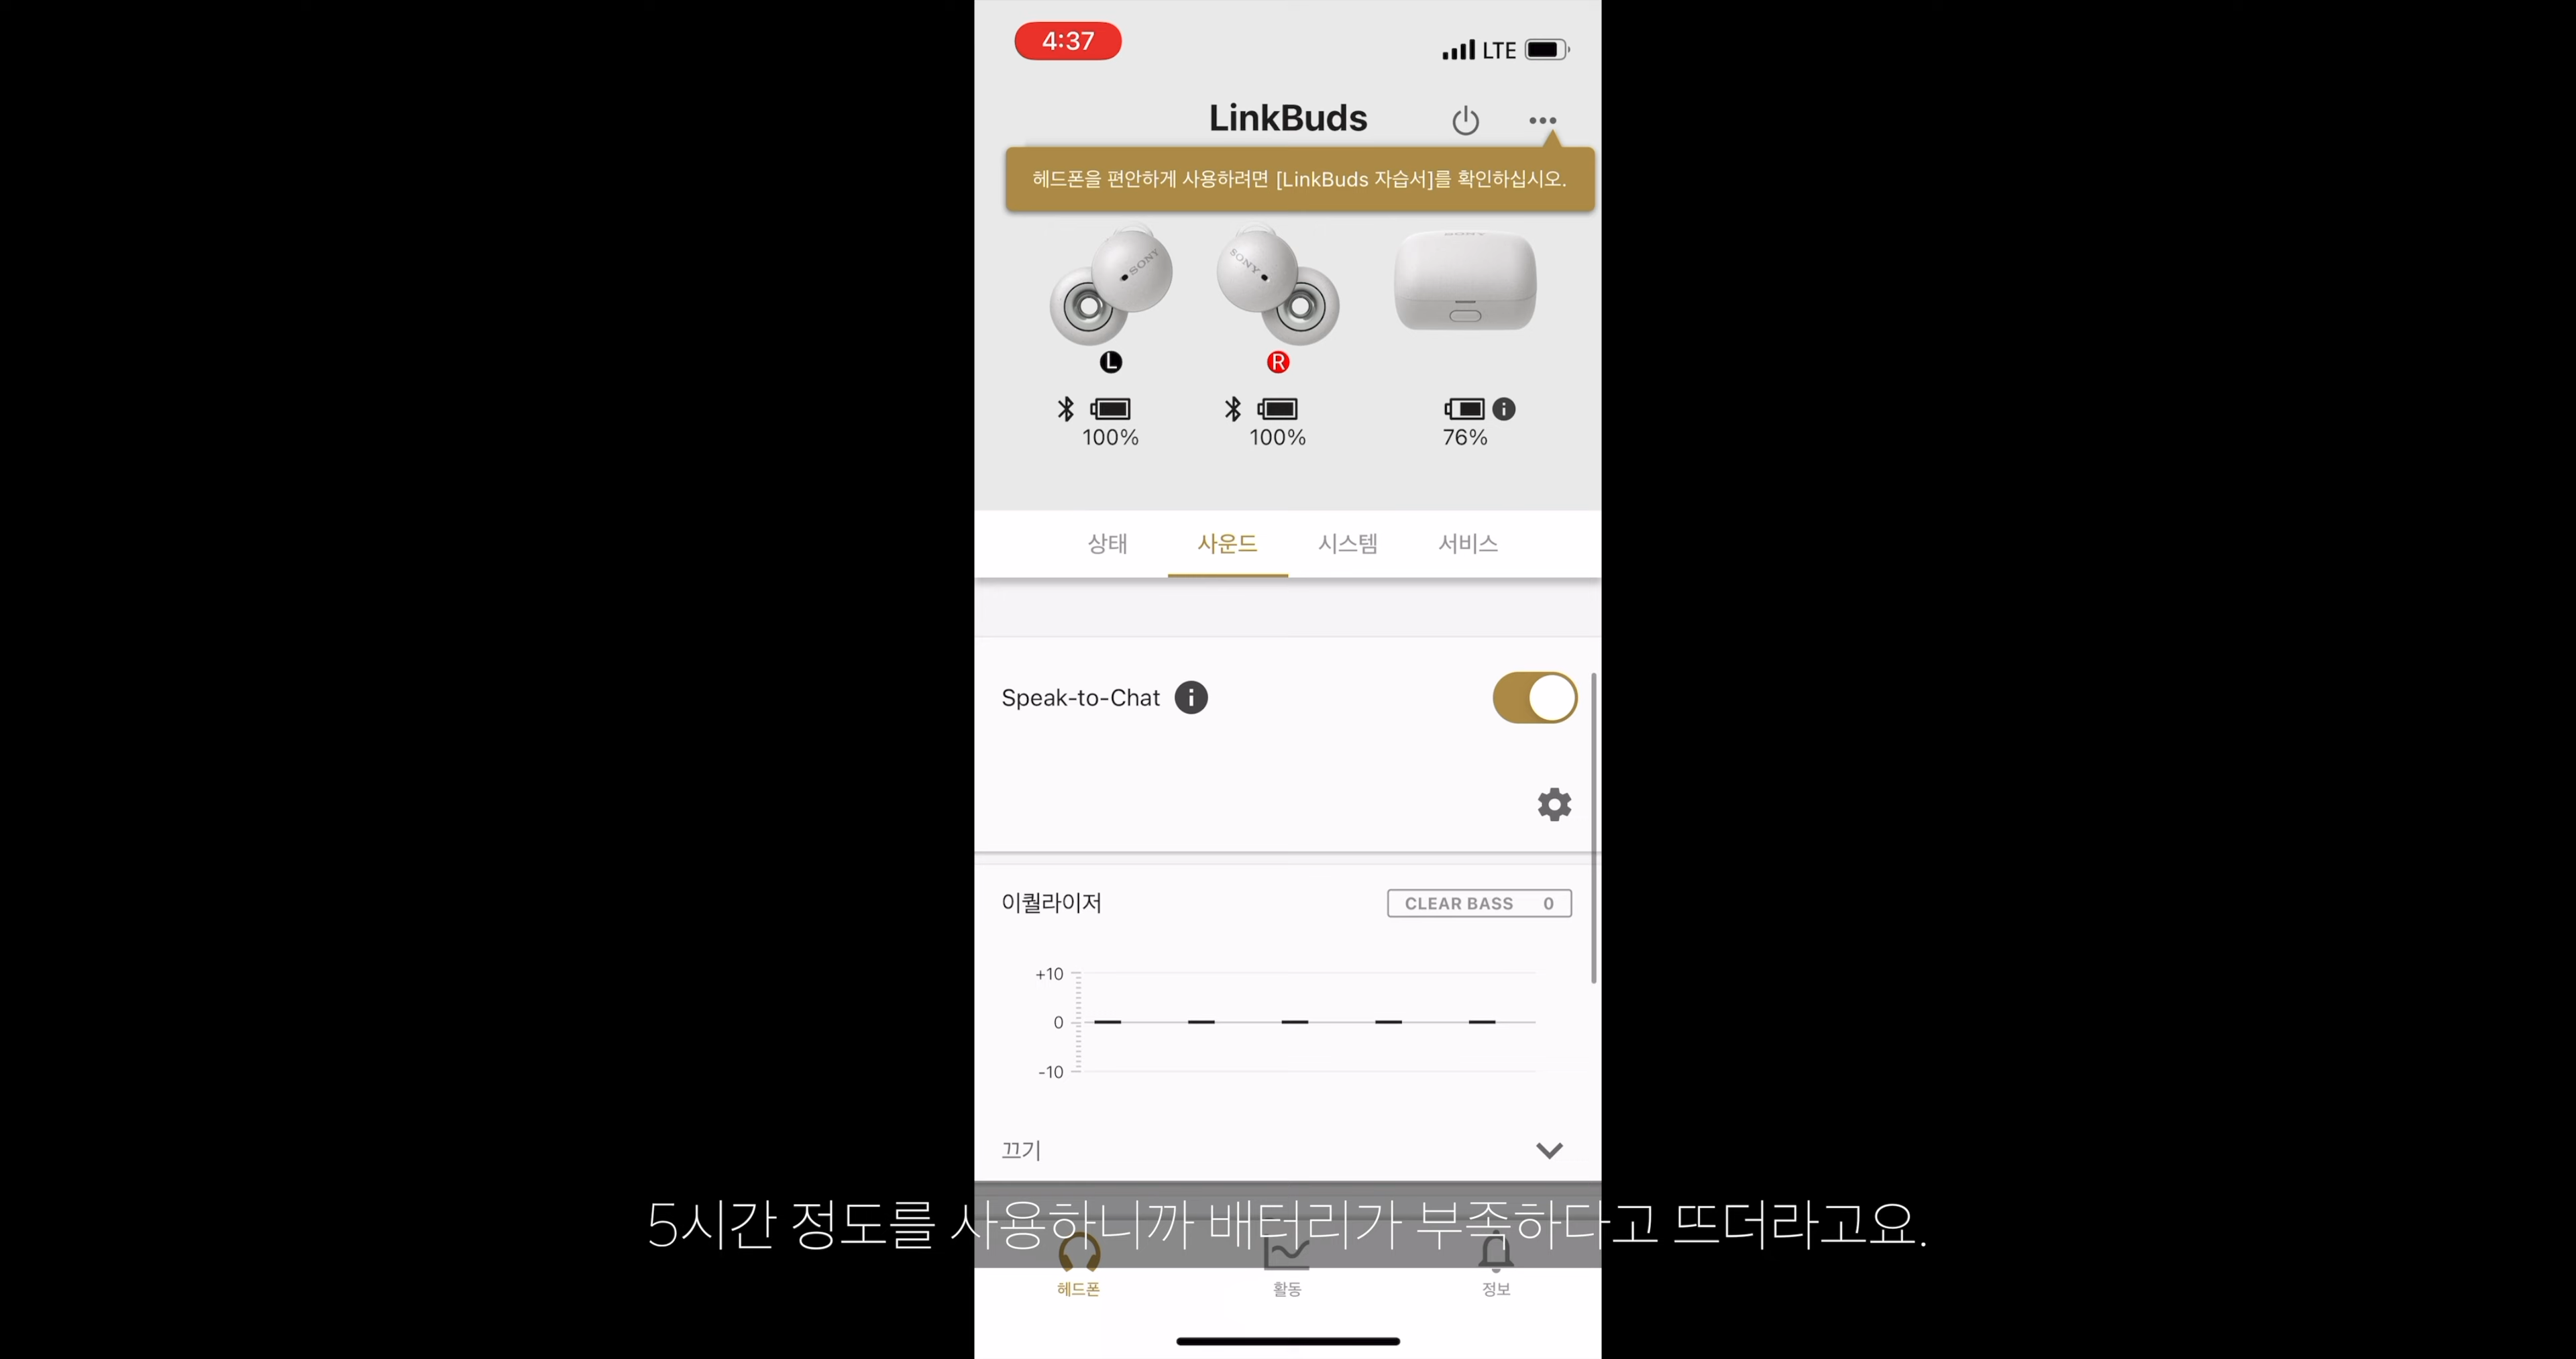 4:37
LTE
LinkBuds
헤드폰을 편안하게 사용하려면 [LinkBuds 자습서]를 확인하십시오.
SONY
SONY
SONY
L
R
100%
100%
76%
상태
사운드
시스템
서비스
Speak-to-Chat
이퀄라이저
CLEAR BASS 0
+10
0
-10
끄기
5시간 정도를 사용하니까 배터리가 부족하다고 뜨더라고요.
헤드폰
활동
정보